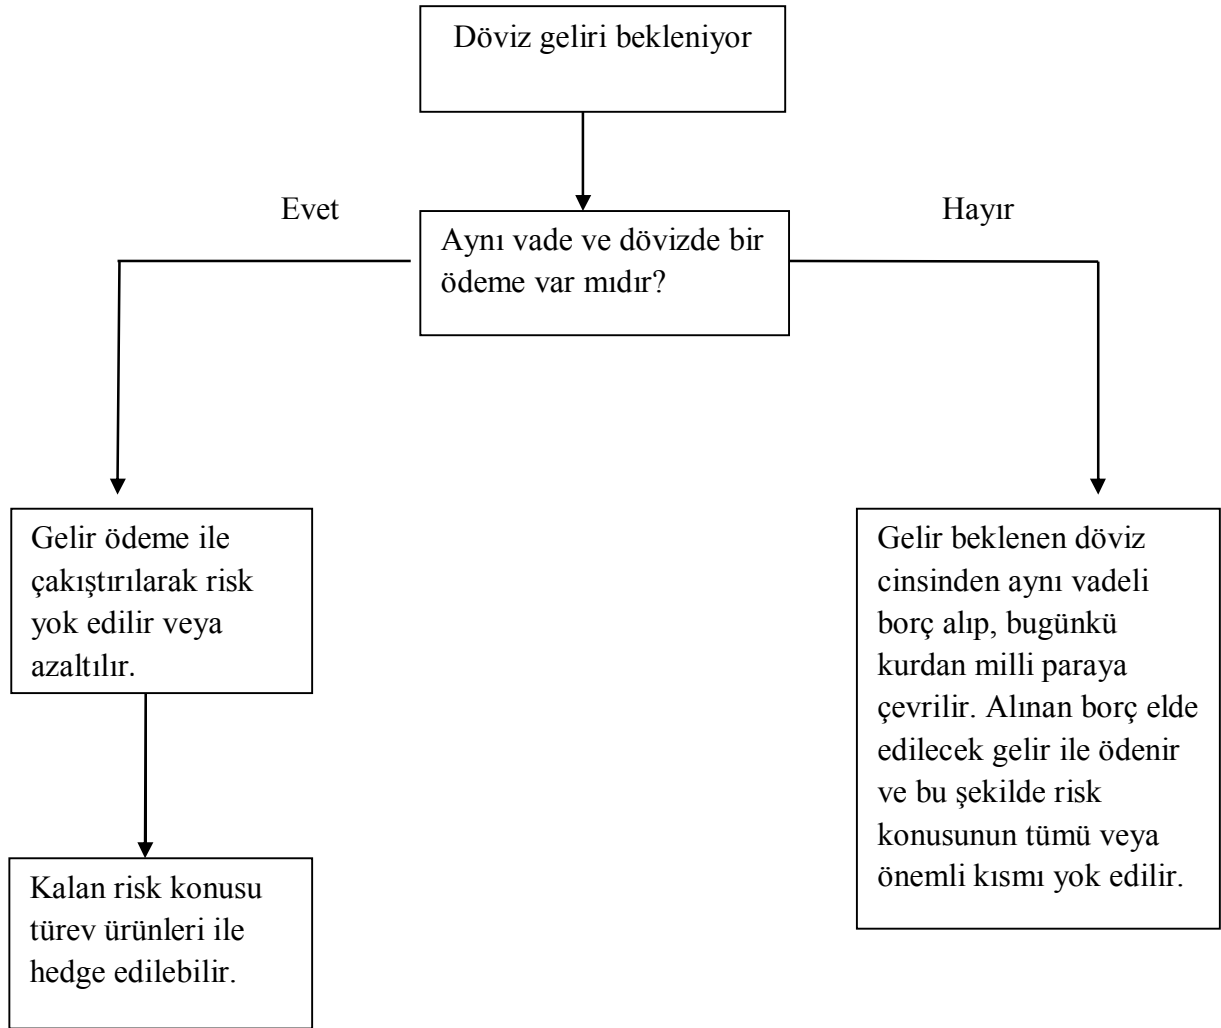 Döviz geliri bekleniyor
Evet
Hayır
Aynı vade ve dövizde bir
ödeme var mıdır?
Gelir ödeme ile
çakıştırılarak risk
yok edilir veya
azaltılır.
Gelir beklenen döviz
cinsinden aynı vadeli
borç alıp, bugünkü
kurdan milli paraya
çevrilir. Alınan borç elde
edilecek gelir ile ödenir
ve bu şekilde risk
konusunun tümü veya
önemli kısmı yok edilir.
Kalan risk konusu
türev ürünleri ile
hedge edilebilir.